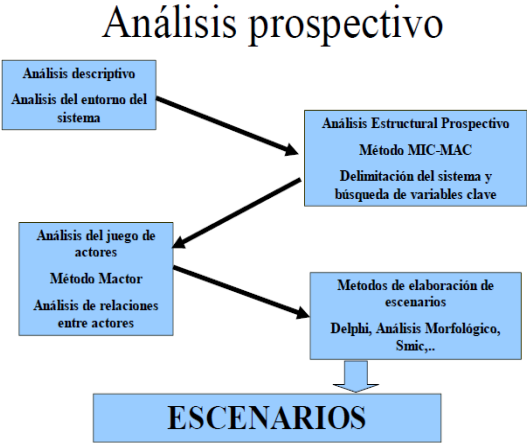 Análisis prospectivo
Análisis descriptivo
Analisis del entorno del
sistema
Análisis Estructural Prospectivo
Método MIC-MAC
Delimitación del sistema y
búsqueda de variables clave
Análisis del juego de
actores
Método Mactor
Análisis de relaciones
entre actores
Metodos de elaboración de
escenarios
Delphi, Análisis Morfológico,
Smic,..
ESCENARIOS